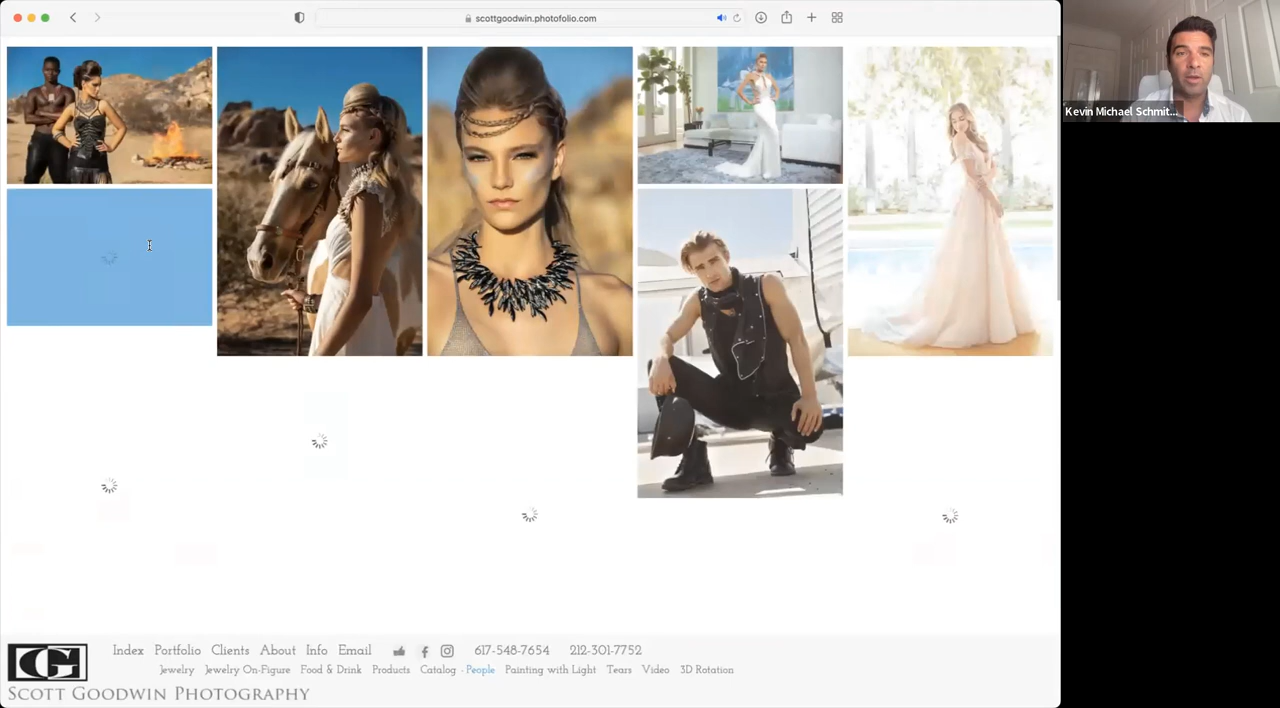 scottgoodwin.photofolio.com
Kevin Michael Schmit...
Index Portfolio Clients About Info Email 617-548-7654 212-301-7752
Jewelry Jewelry On-Figure Food & Drink Products Catalog · People Painting with Light Tears Video 3D Rotation
SCOTT GOODWIN PHOTOGRAPHY